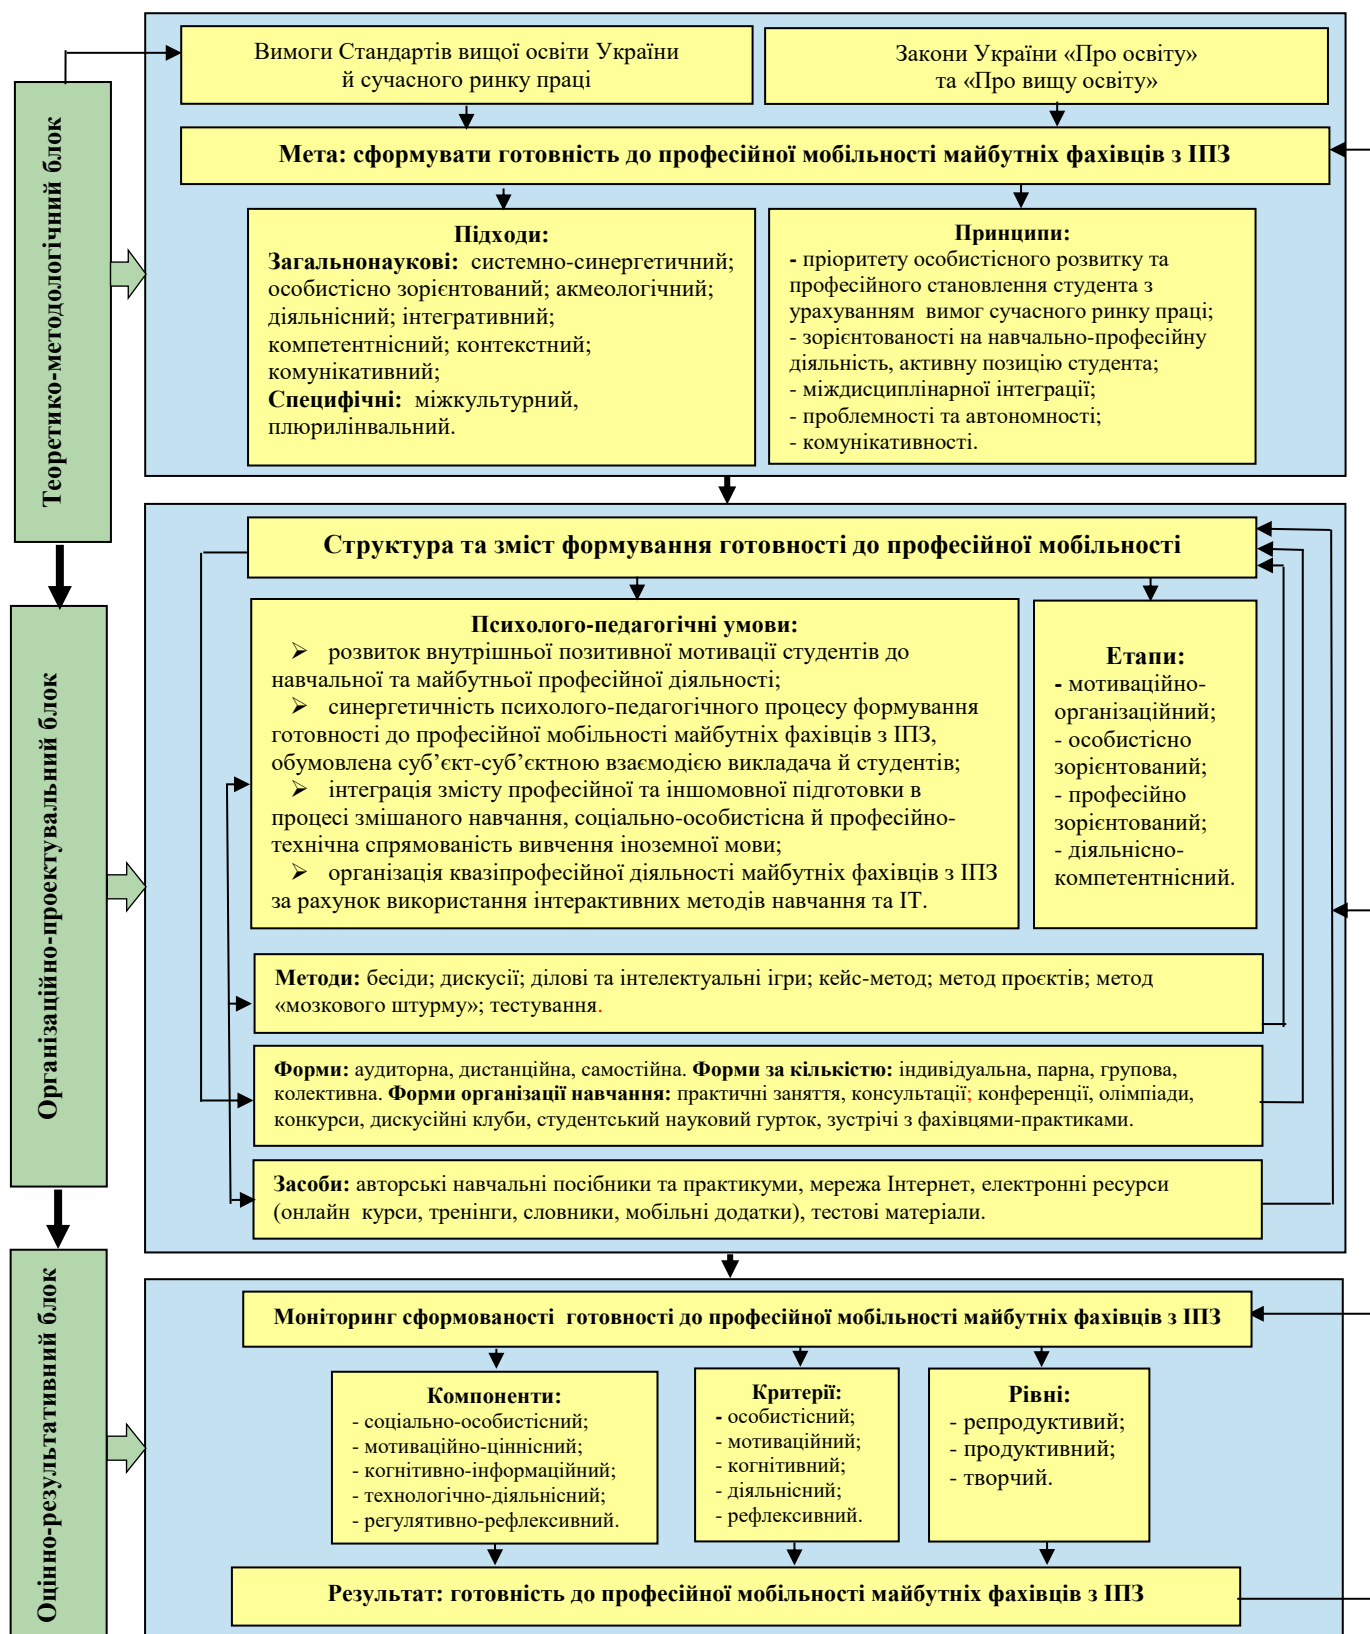 Теоретико-методологічний блок
Вимоги Стандартів вищої освіти України
й сучасного ринку праці
Закони України «Про освіту»
та «Про вищу освіту»
Мета: сформувати готовність до професійної мобільності майбутніх фахівців з ІПЗ
Підходи:
Загальнонаукові: системно-синергетичний;
особистісно зорієнтований; акмеологічний;
діяльнісний; інтегративний;
компетентнісний; контекстний;
комунікативний;
Специфічні: міжкультурний,
плюрилінвальний.
Принципи:
- пріоритету особистісного розвитку та
професійного становлення студента з
урахуванням вимог сучасного ринку праці;
- зорієнтованості на навчально-професійну
діяльність, активну позицію студента;
- міждисциплінарної інтеграції;
- проблемності та автономності;
- комунікативності.
Організаційно-проектувальний блок
Структура та зміст формування готовності до професійної мобільності
Психолого-педагогічні умови:
➢ розвиток внутрішньої позитивної мотивації студентів до
навчальної та майбутньої професійної діяльності;
➢ синергетичність психолого-педагогічного процесу формування
готовності до професійної мобільності майбутніх фахівців з ІПЗ,
обумовлена суб’єкт-суб’єктною взаємодією викладача й студентів;
➢ інтеграція змісту професійної та іншомовної підготовки в
процесі змішаного навчання, соціально-особистісна й професійно-
технічна спрямованість вивчення іноземної мови;
➢ організація квазіпрофесійної діяльності майбутніх фахівців з ІПЗ
за рахунок використання інтерактивних методів навчання та ІТ.
Етапи:
- мотиваційно-
організаційний;
- особистісно
зорієнтований;
- професійно
зорієнтований;
- діяльнісно-
компетентнісний.
Методи: бесіди; дискусії; ділові та інтелектуальні ігри; кейс-метод; метод проєктів; метод
«мозкового штурму»; тестування.
Форми: аудиторна, дистанційна, самостійна. Форми за кількістю: індивідуальна, парна, групова,
колективна. Форми організації навчання: практичні заняття, консультації; конференції, олімпіади,
конкурси, дискусійні клуби, студентський науковий гурток, зустрічі з фахівцями-практиками.
Засоби: авторські навчальні посібники та практикуми, мережа Інтернет, електронні ресурси
(онлайн курси, тренінги, словники, мобільні додатки), тестові матеріали.
Оцінно-результативний блок
Моніторинг сформованості готовності до професійної мобільності майбутніх фахівців з ІПЗ
Компоненти:
- соціально-особистісний;
- мотиваційно-ціннісний;
- когнітивно-інформаційний;
- технологічно-діяльнісний;
- регулятивно-рефлексивний.
Критерії:
- особистісний;
- мотиваційний;
- когнітивний;
- діяльнісний;
- рефлексивний.
Рівні:
- репродуктивий;
- продуктивний;
- творчий.
Результат: готовність до професійної мобільності майбутніх фахівців з ІПЗ